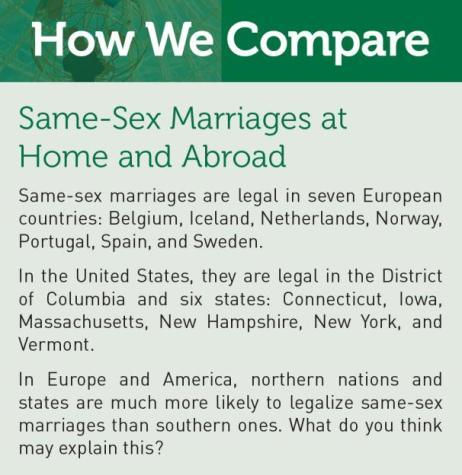 How We Compare
Same-Sex Marriages at
Home and Abroad
Same-sex marriages are legal in seven European
countries: Belgium, Iceland, Netherlands, Norway,
Portugal, Spain, and Sweden.
In the United States, they are legal in the District
of Columbia and six states: Connecticut, Iowa,
Massachusetts, New Hampshire, New York, and
Vermont.
In Europe and America, northern nations and
states are much more likely to legalize same-sex
marriages than southern ones. What do you think
may explain this?